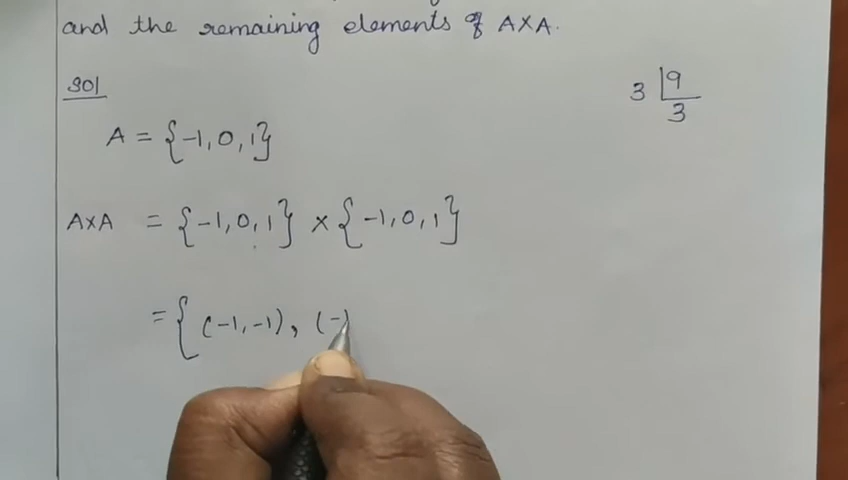 and the remaining elements of A×A.
Sol
3 | 9
3
A = {-1, 0, 1}
A×A = {-1, 0, 1} × {-1, 0, 1}
= { (-1, -1), (-1